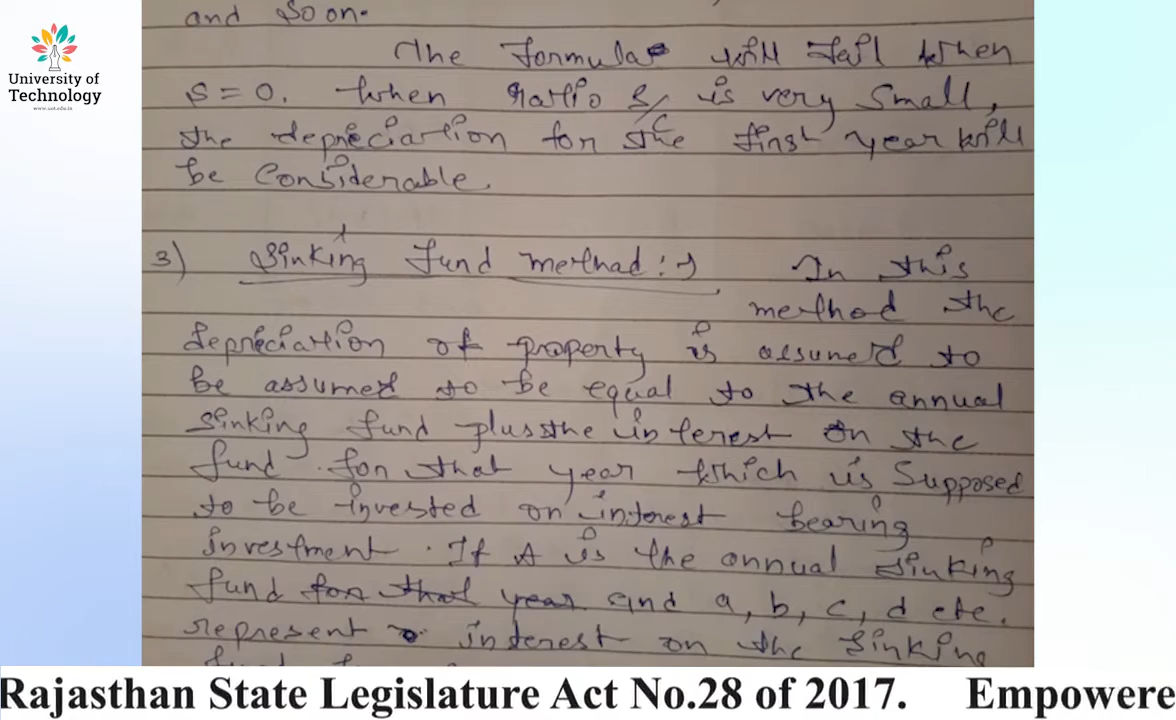 and so on.
The formula will fail when
S = 0. When ratio S/C is very small,
the depreciation for the first year will
be considerable.
3) Sinking fund method :→ In this
method the
depreciation of property is assumed to
be assumed to be equal to the annual
sinking fund plus the interest on the
fund for that year which is supposed
to be invested on interest bearing
investment. If A is the annual sinking
fund for that year and a, b, c, d etc.
represent interest on the sinking
University of
Technology
www.uot.edu.in
Rajasthan State Legislature Act No.28 of 2017. Empowere